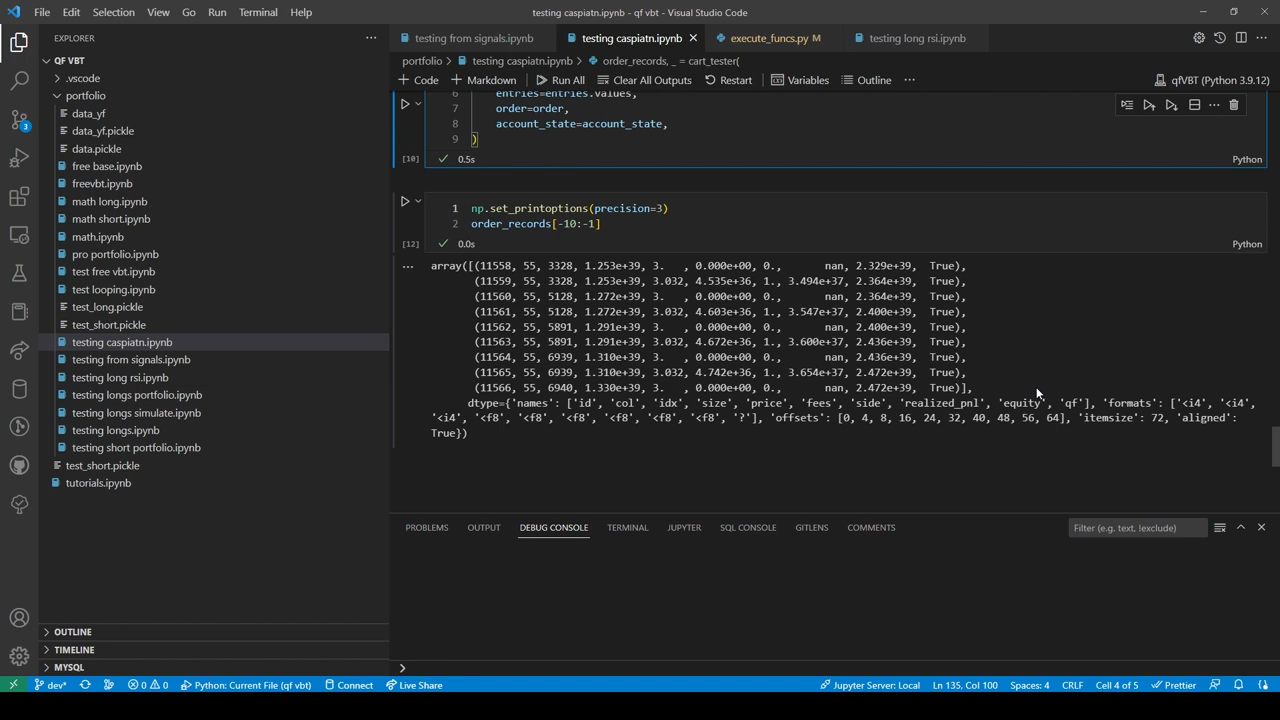 File Edit Selection View Go Run Terminal Help
testing caspiatn.ipynb - qf vbt - Visual Studio Code
EXPLORER
testing from signals.ipynb
testing caspiatn.ipynb
execute_funcs.py M
testing long rsi.ipynb
QF VBT
portfolio > testing caspiatn.ipynb > order_records, _ = cart_tester(
.vscode
Code Markdown Run All Clear All Outputs Restart Variables Outline
qfVBT (Python 3.9.12)
portfolio
data_yf
data_yf.pickle
data.pickle
free base.ipynb
freevbt.ipynb
math long.ipynb
math short.ipynb
math.ipynb
pro portfolio.ipynb
test free vbt.ipynb
test looping.ipynb
test_long.pickle
test_short.pickle
testing caspiatn.ipynb
testing from signals.ipynb
testing long rsi.ipynb
testing longs portfolio.ipynb
testing longs simulate.ipynb
testing longs.ipynb
testing short portfolio.ipynb
test_short.pickle
tutorials.ipynb
OUTLINE
TIMELINE
MYSQL
3
6 entries=entries.values,
7 order=order,
8 account_state=account_state,
9 )
[10] 0.5s Python
1 np.set_printoptions(precision=3)
2 order_records[-10:-1]
[12] 0.0s Python
array([(11558, 55, 3328, 1.253e+39, 3. , 0.000e+00, 0., nan, 2.329e+39, True),
(11559, 55, 3328, 1.253e+39, 3.032, 4.535e+36, 1., 3.494e+37, 2.364e+39, True),
(11560, 55, 5128, 1.272e+39, 3. , 0.000e+00, 0., nan, 2.364e+39, True),
(11561, 55, 5128, 1.272e+39, 3.032, 4.603e+36, 1., 3.547e+37, 2.400e+39, True),
(11562, 55, 5891, 1.291e+39, 3. , 0.000e+00, 0., nan, 2.400e+39, True),
(11563, 55, 5891, 1.291e+39, 3.032, 4.672e+36, 1., 3.600e+37, 2.436e+39, True),
(11564, 55, 6939, 1.310e+39, 3. , 0.000e+00, 0., nan, 2.436e+39, True),
(11565, 55, 6939, 1.310e+39, 3.032, 4.742e+36, 1., 3.654e+37, 2.472e+39, True),
(11566, 55, 6940, 1.330e+39, 3. , 0.000e+00, 0., nan, 2.472e+39, True)],
dtype={'names': ['id', 'col', 'idx', 'size', 'price', 'fees', 'side', 'realized_pnl', 'equity', 'qf'], 'formats': ['<i4', '<i4',
'<i4', '<f8', '<f8', '<f8', '<f8', '<f8', '<f8', '?'], 'offsets': [0, 4, 8, 16, 24, 32, 40, 48, 56, 64], 'itemsize': 72, 'aligned':
True})
PROBLEMS OUTPUT DEBUG CONSOLE TERMINAL JUPYTER SQL CONSOLE GITLENS COMMENTS
Filter (e.g. text, !exclude)
dev* 0 0 Python: Current File (qf vbt) Connect Live Share
Jupyter Server: Local Ln 135, Col 100 Spaces: 4 CRLF Cell 4 of 5 Prettier